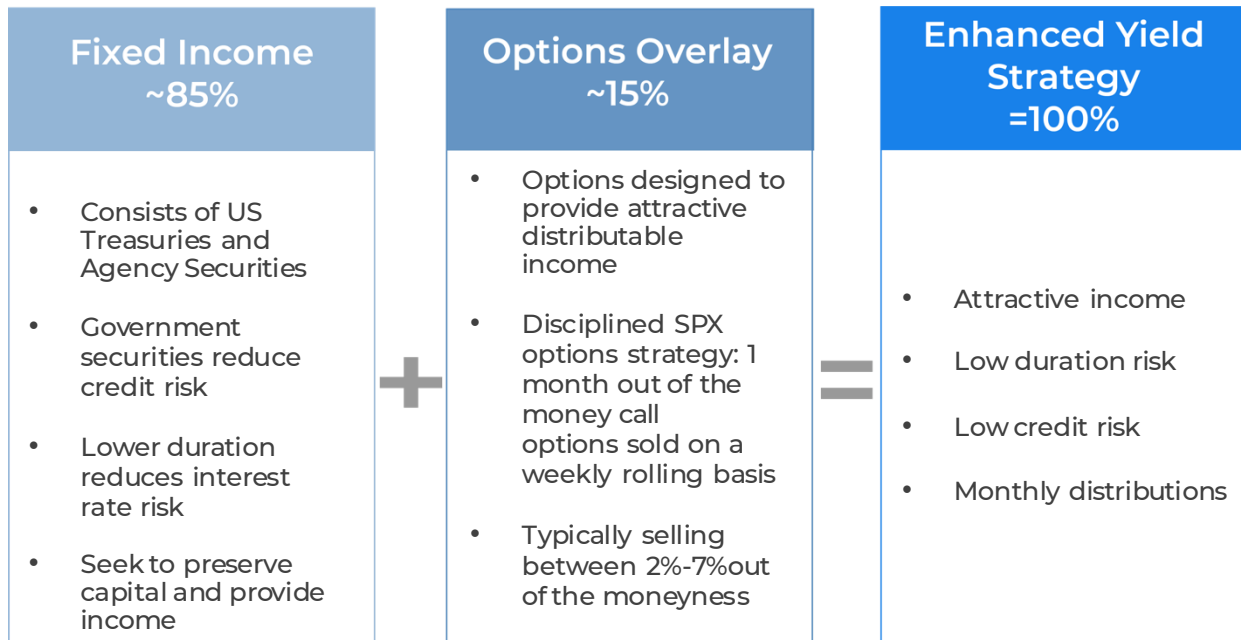 Fixed Income
~85%
• Consists of US
Treasuries and
Agency Securities
• Government
securities reduce
credit risk
• Lower duration
reduces interest
rate risk
• Seek to preserve
capital and provide
income
+
Options Overlay
~15%
• Options designed to
provide attractive
distributable
income
• Disciplined SPX
options strategy: 1
month out of the
money call
options sold on a
weekly rolling basis
• Typically selling
between 2%-7%out
of the moneyness
=
Enhanced Yield
Strategy
=100%
• Attractive income
• Low duration risk
• Low credit risk
• Monthly distributions